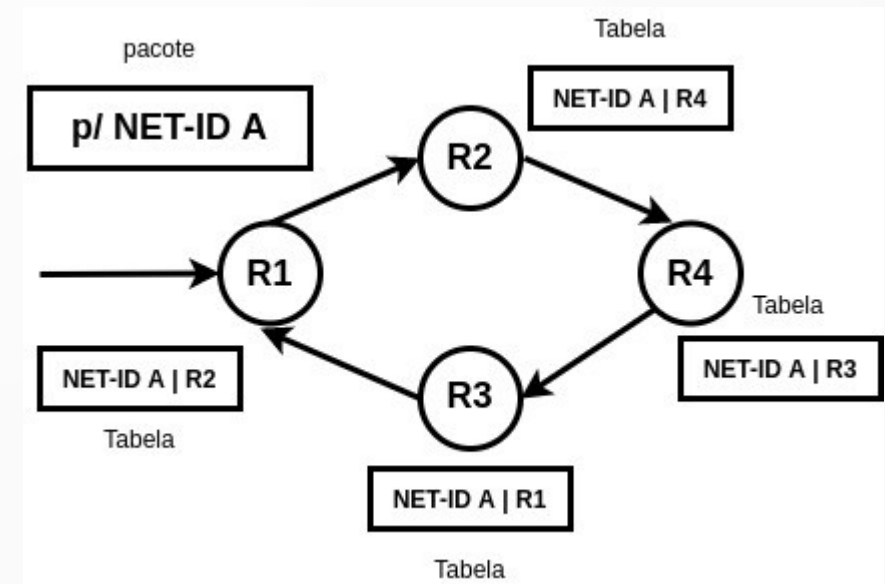 Tabela
pacote
NET-ID A | R4
p/ NET-ID A
R2
R1
R4
Tabela
NET-ID A | R3
NET-ID A | R2
R3
Tabela
NET-ID A | R1
Tabela